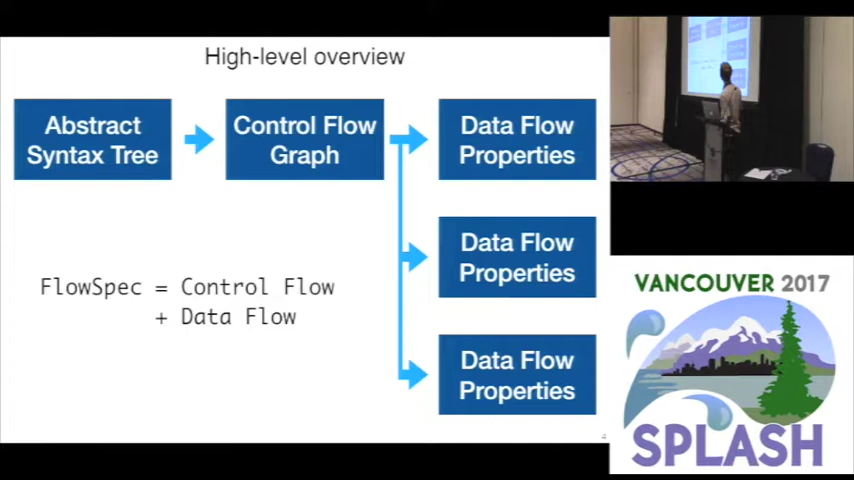 High-level overview
Abstract
Syntax Tree
Control Flow
Graph
Data Flow
Properties
Data Flow
Properties
Data Flow
Properties
FlowSpec = Control Flow
+ Data Flow
4
VANCOUVER 2017
SPLASH